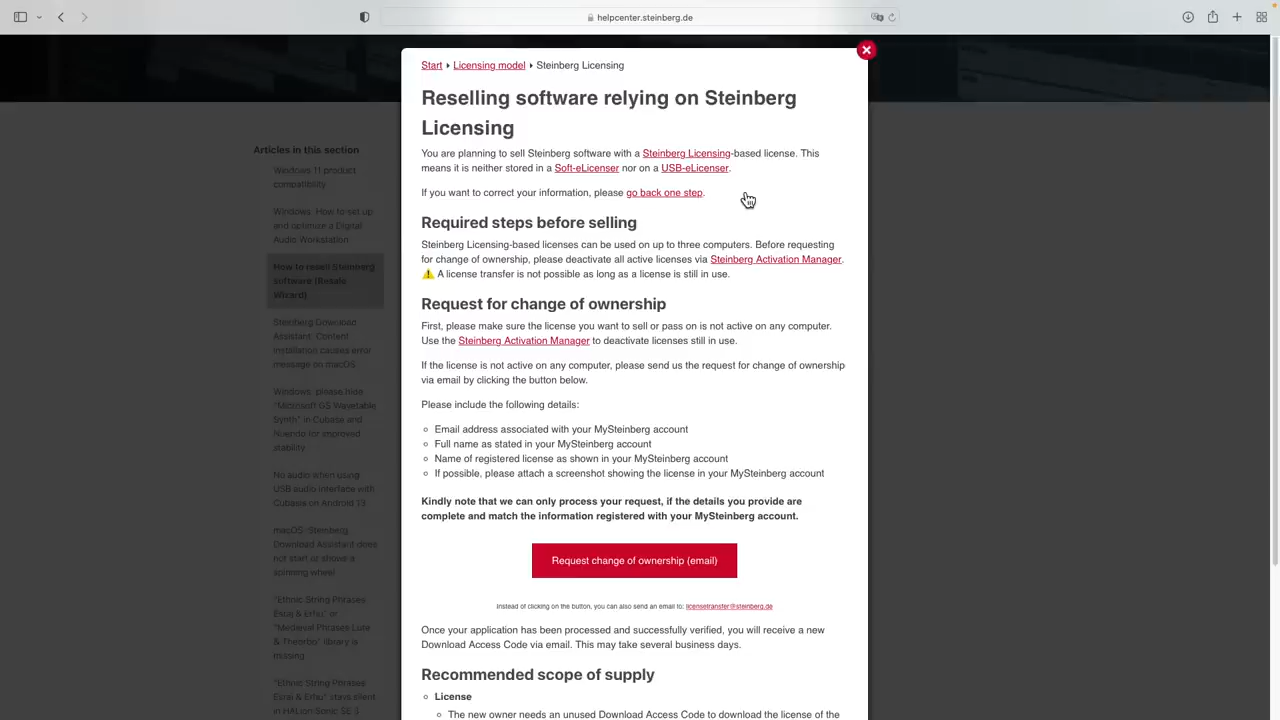 helpcenter.steinberg.de
Start Licensing model Steinberg Licensing
Reselling software relying on Steinberg
Licensing
You are planning to sell Steinberg software with a Steinberg Licensing-based license. This
means it is neither stored in a Soft-eLicenser nor on a USB-eLicenser.
If you want to correct your information, please go back one step.
Required steps before selling
Steinberg Licensing-based licenses can be used on up to three computers. Before requesting
for change of ownership, please deactivate all active licenses via Steinberg Activation Manager.
⚠️ A license transfer is not possible as long as a license is still in use.
Request for change of ownership
First, please make sure the license you want to sell or pass on is not active on any computer.
Use the Steinberg Activation Manager to deactivate licenses still in use.
If the license is not active on any computer, please send us the request for change of ownership
via email by clicking the button below.
Please include the following details:
Email address associated with your MySteinberg account
Full name as stated in your MySteinberg account
Name of registered license as shown in your MySteinberg account
If possible, please attach a screenshot showing the license in your MySteinberg account
Kindly note that we can only process your request, if the details you provide are
complete and match the information registered with your MySteinberg account.
Request change of ownership (email)
Instead of clicking on the button, you can also send an email to: licensetransfer@steinberg.de
Once your application has been processed and successfully verified, you will receive a new
Download Access Code via email. This may take several business days.
Recommended scope of supply
License
The new owner needs an unused Download Access Code to download the license of the
Articles in this section
Windows 11 product
compatibility
Windows: How to set up
and optimize a Digital
Audio Workstation
How to resell Steinberg
software (Resale
Wizard)
Steinberg Download
Assistant: Content
installation causes error
message on macOS
Windows: please hide
"Microsoft GS Wavetable
Synth" in Cubase and
Nuendo for improved
stability
No audio when using
USB audio interface with
Cubasis on Android 13
macOS: Steinberg
Download Assistant does
not start or shows a
spinning wheel
"Ethnic String Phrases
Esraj & Erhu" or
"Medieval Phrases Lute
& Theorbo" library is
missing
"Ethnic String Phrases
Esraj & Erhu" stays silent
in HALion Sonic SE 3